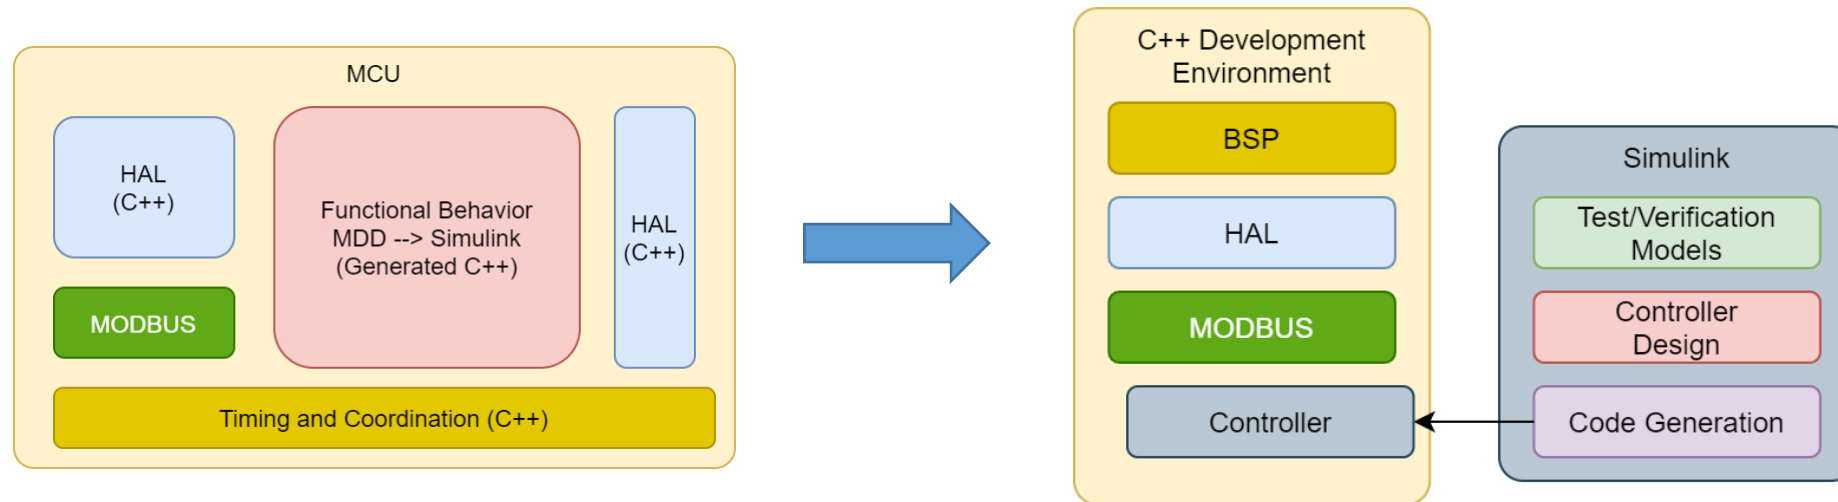 MCU
HAL
(C++)
Functional Behavior
MDD --> Simulink
(Generated C++)
HAL
(C++)
MODBUS
Timing and Coordination (C++)
C++ Development
Environment
BSP
HAL
MODBUS
Controller
Simulink
Test/Verification
Models
Controller
Design
Code Generation